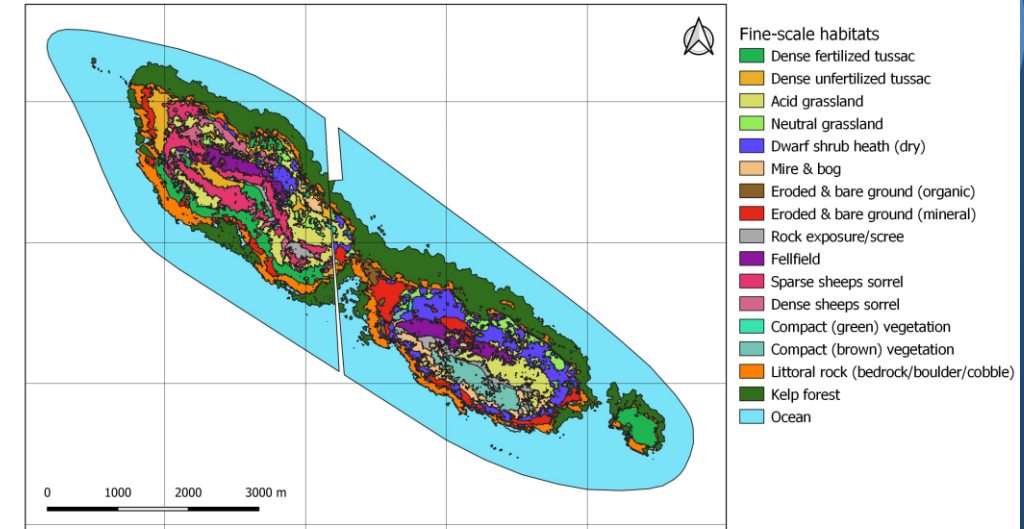 Fine-scale habitats
Dense fertilized tussac
Dense unfertilized tussac
Acid grassland
Neutral grassland
Dwarf shrub heath (dry)
Mire & bog
Eroded & bare ground (organic)
Eroded & bare ground (mineral)
Rock exposure/scree
Fellfield
Sparse sheeps sorrel
Dense sheeps sorrel
Compact (green) vegetation
Compact (brown) vegetation
Littoral rock (bedrock/boulder/cobble)
Kelp forest
Ocean
0 1000 2000 3000 m